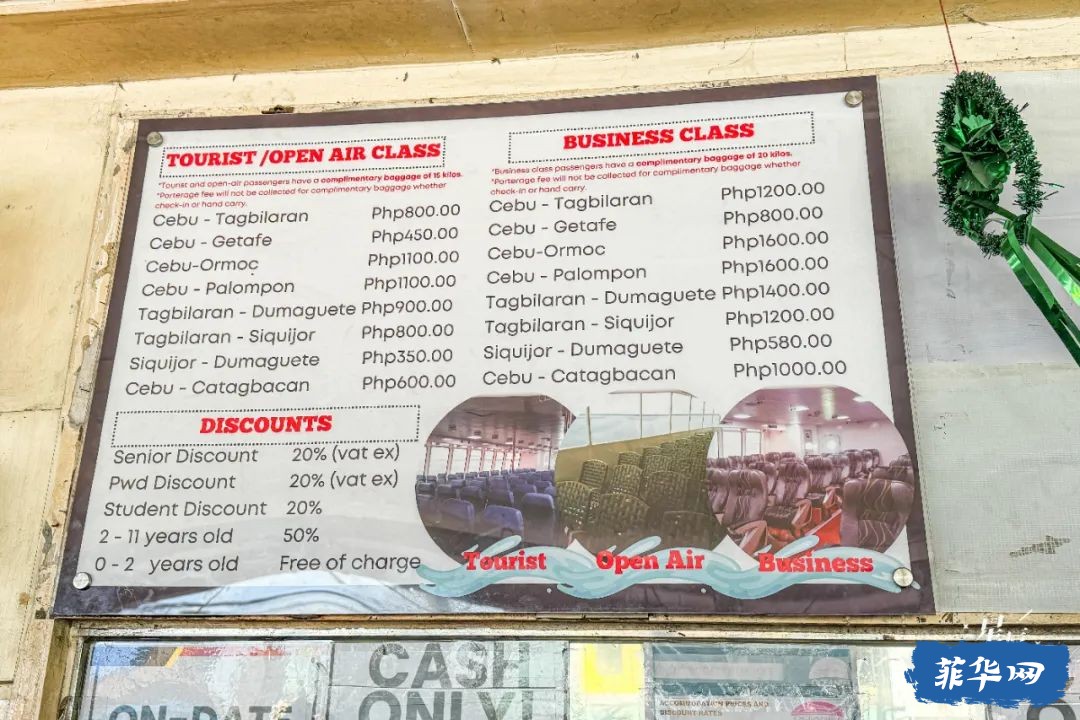 TOURIST /OPEN AIR CLASS
*Tourist and open-air passengers have a complimentary baggage of 15 kilos.
*Porterage fee will not be collected for complimentary baggage whether
check-in or hand carry.
Cebu - Tagbilaran Php800.00
Cebu - Getafe Php450.00
Cebu-Ormoc Php1100.00
Cebu - Palompon Php1100.00
Tagbilaran - Dumaguete Php900.00
Tagbilaran - Siquijor Php800.00
Siquijor - Dumaguete Php350.00
Cebu - Catagbacan Php600.00
BUSINESS CLASS
*Business class passengers have a complimentary baggage of 20 kilos.
*Porterage fee will not be collected for complimentary baggage whether
check-in or hand carry.
Cebu - Tagbilaran Php1200.00
Cebu - Getafe Php800.00
Cebu-Ormoc Php1600.00
Cebu - Palompon Php1600.00
Tagbilaran - Dumaguete Php1400.00
Tagbilaran - Siquijor Php1200.00
Siquijor - Dumaguete Php580.00
Cebu - Catagbacan Php1000.00
DISCOUNTS
Senior Discount 20% (vat ex)
Pwd Discount 20% (vat ex)
Student Discount 20%
2 - 11 years old 50%
0 - 2 years old Free of charge
Tourist Open Air Business
CASH
ONLY!
ACCOMMODATION PRICES AND
DISCOUNT RATES
菲华网